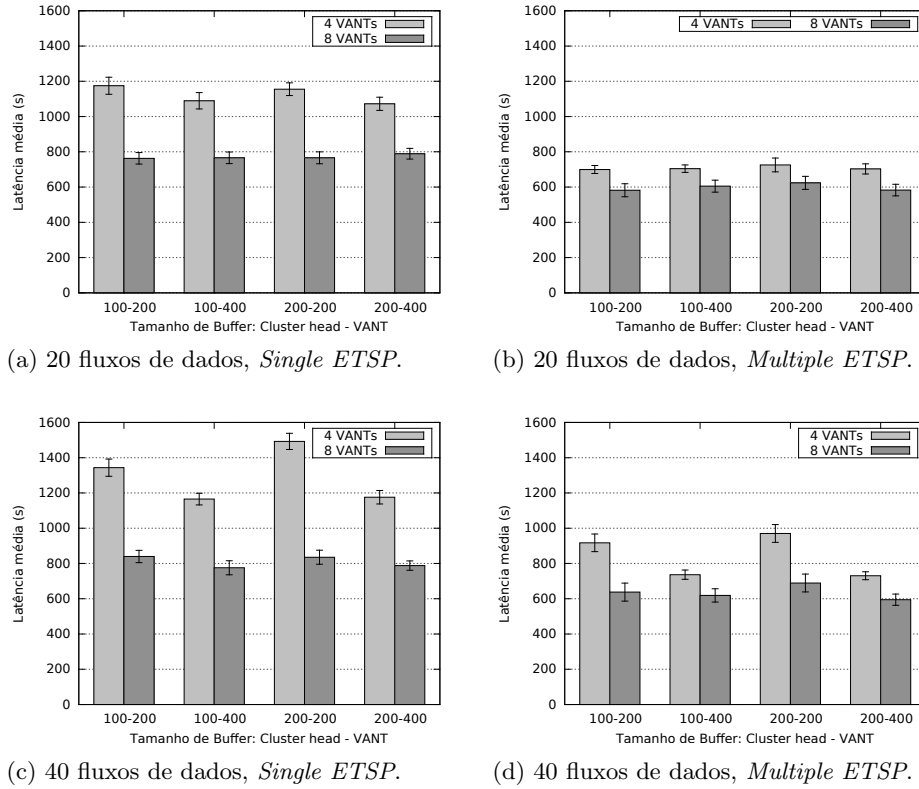 1600
1400
1200
1000
800
600
400
200
0
Latência média (s)
4 VANTs
8 VANTs
100-200 100-400 200-200 200-400
Tamanho de Buffer: Cluster head - VANT
(a) 20 fluxos de dados, Single ETSP.
1600
1400
1200
1000
800
600
400
200
0
Latência média (s)
4 VANTs 8 VANTs
100-200 100-400 200-200 200-400
Tamanho de Buffer: Cluster head - VANT
(b) 20 fluxos de dados, Multiple ETSP.
1600
1400
1200
1000
800
600
400
200
0
Latência média (s)
4 VANTs
8 VANTs
100-200 100-400 200-200 200-400
Tamanho de Buffer: Cluster head - VANT
(c) 40 fluxos de dados, Single ETSP.
1600
1400
1200
1000
800
600
400
200
0
Latência média (s)
4 VANTs
8 VANTs
100-200 100-400 200-200 200-400
Tamanho de Buffer: Cluster head - VANT
(d) 40 fluxos de dados, Multiple ETSP.